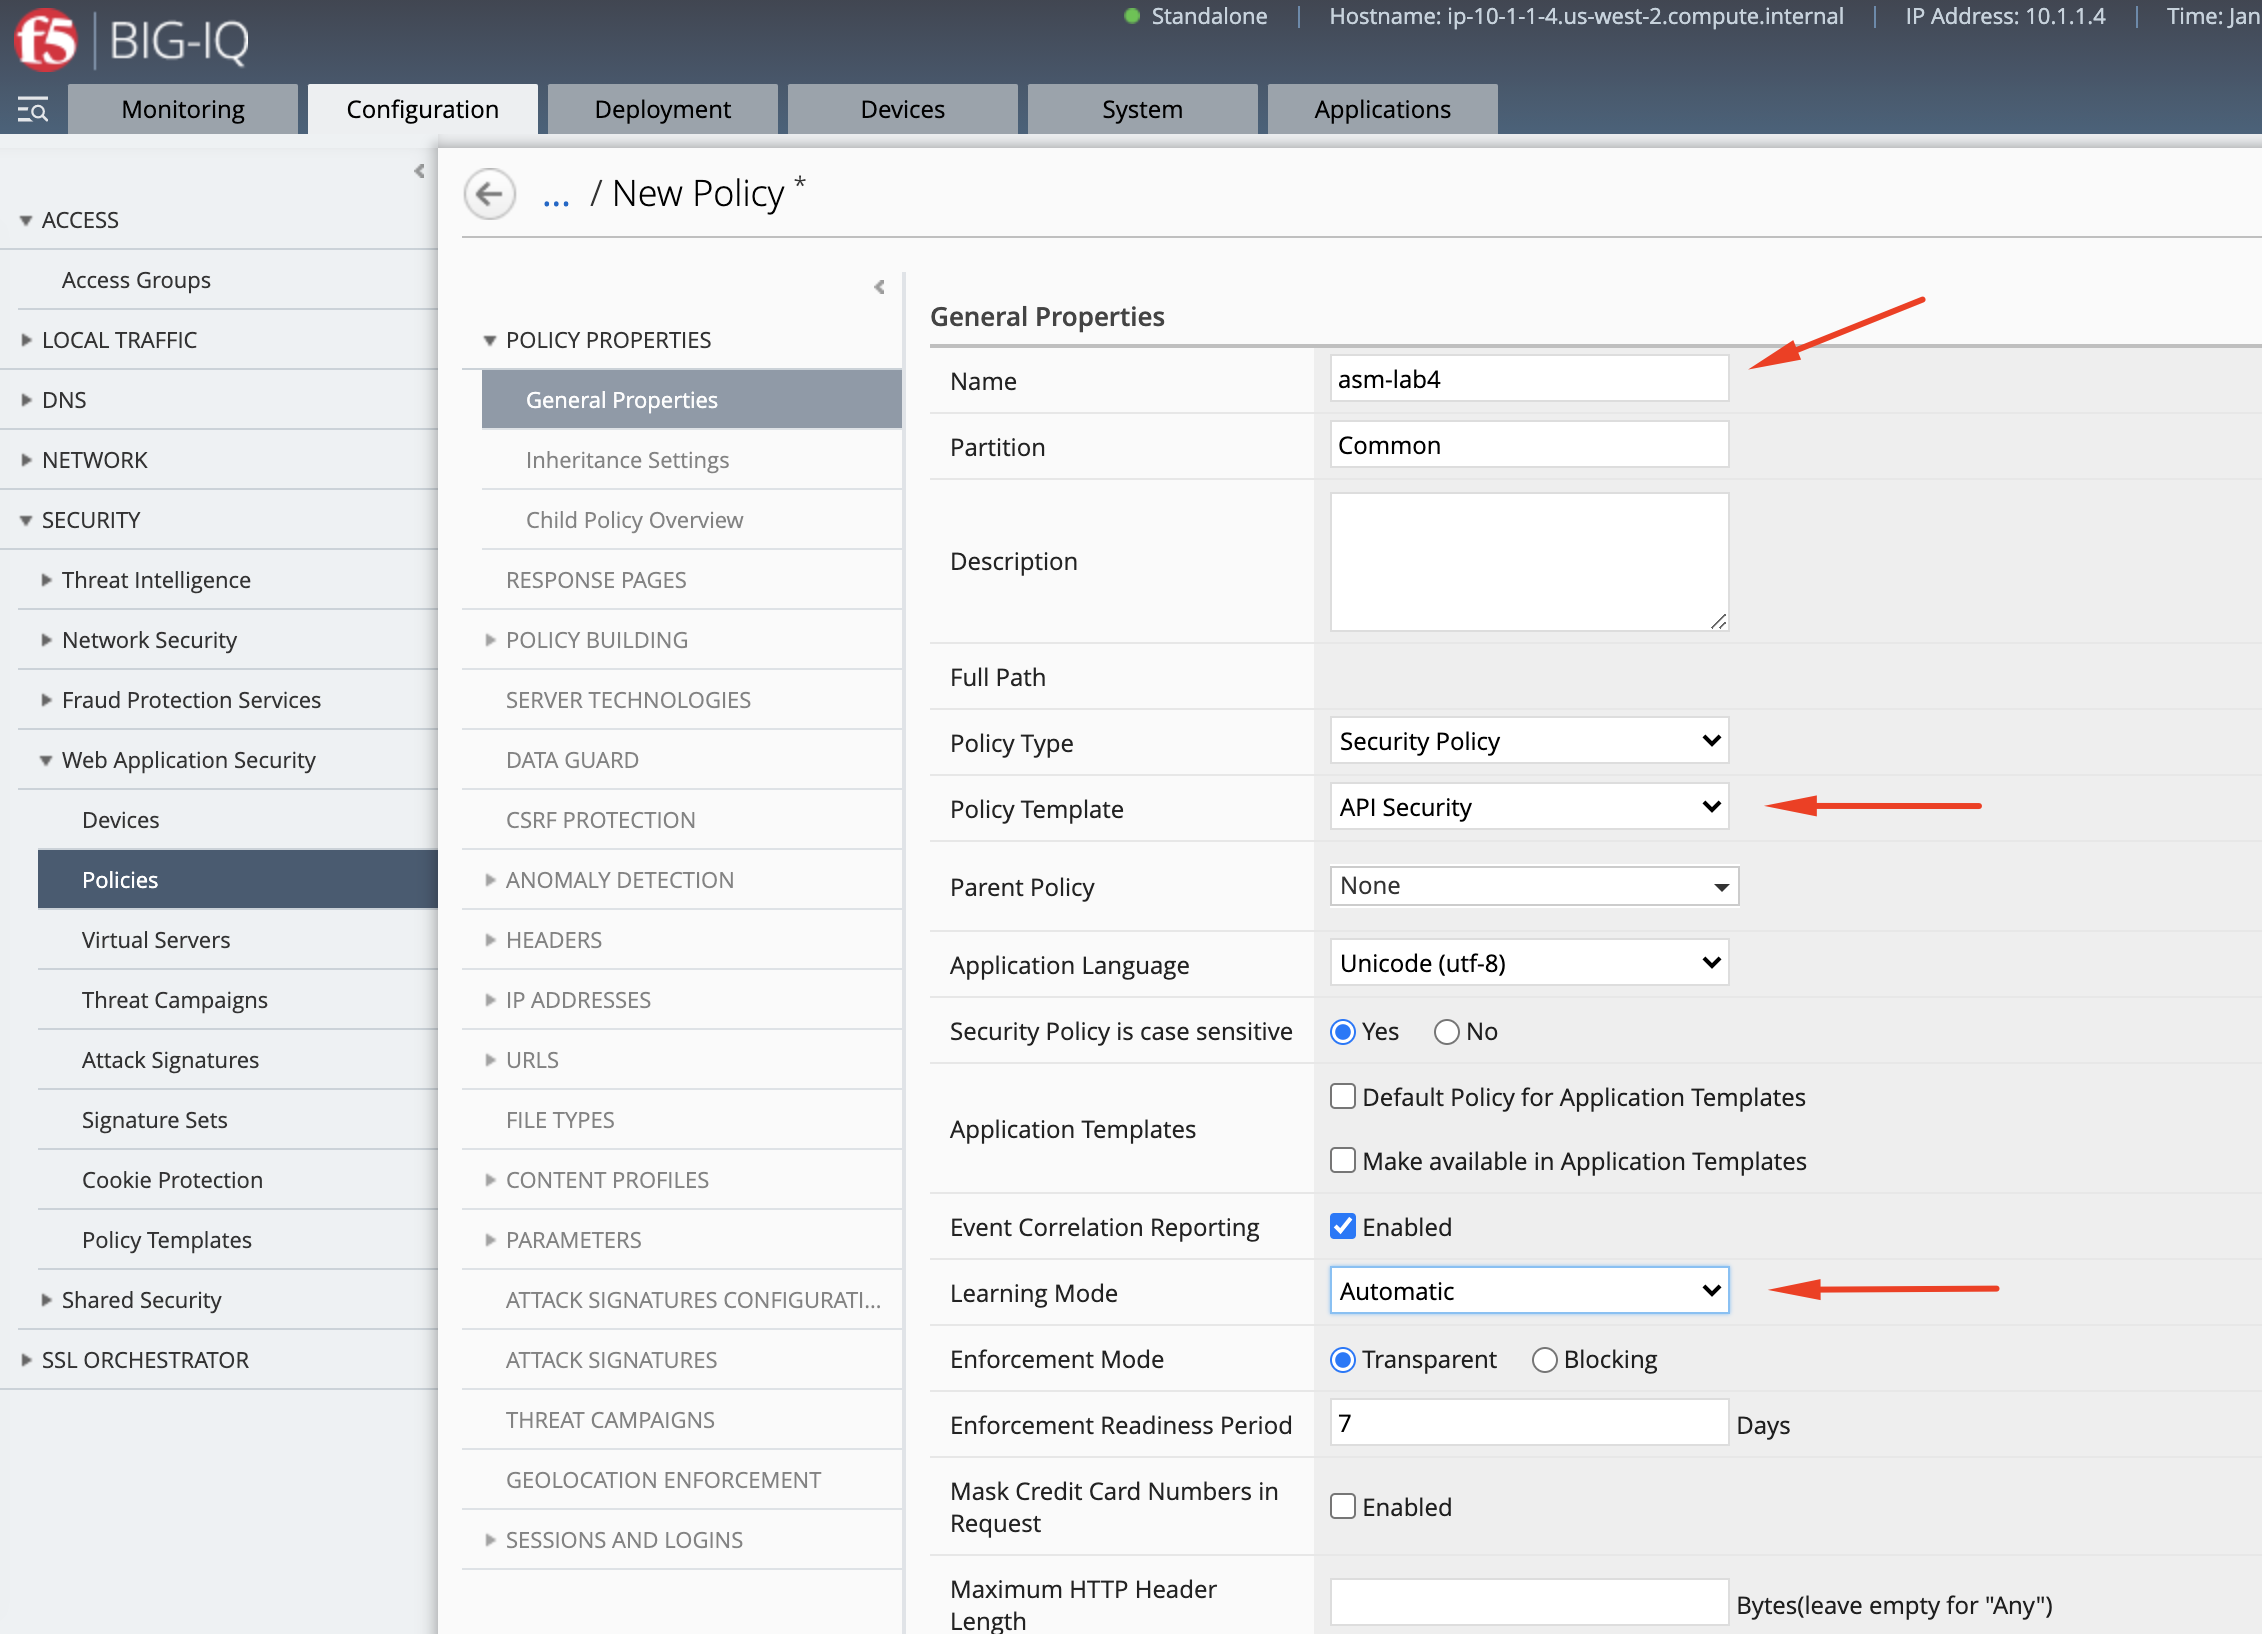 f5 BIG-IQ
Standalone | Hostname: ip-10-1-1-4.us-west-2.compute.internal | IP Address: 10.1.1.4 | Time: Jan
Monitoring Configuration Deployment Devices System Applications
... / New Policy *
ACCESS
Access Groups
LOCAL TRAFFIC
DNS
NETWORK
SECURITY
Threat Intelligence
Network Security
Fraud Protection Services
Web Application Security
Devices
Policies
Virtual Servers
Threat Campaigns
Attack Signatures
Signature Sets
Cookie Protection
Policy Templates
Shared Security
SSL ORCHESTRATOR
POLICY PROPERTIES
General Properties
Inheritance Settings
Child Policy Overview
RESPONSE PAGES
POLICY BUILDING
SERVER TECHNOLOGIES
DATA GUARD
CSRF PROTECTION
ANOMALY DETECTION
HEADERS
IP ADDRESSES
URLS
FILE TYPES
CONTENT PROFILES
PARAMETERS
ATTACK SIGNATURES CONFIGURATI...
ATTACK SIGNATURES
THREAT CAMPAIGNS
GEOLOCATION ENFORCEMENT
SESSIONS AND LOGINS
General Properties
Name asm-lab4
Partition Common
Description
Full Path
Policy Type Security Policy
Policy Template API Security
Parent Policy None
Application Language Unicode (utf-8)
Security Policy is case sensitive Yes No
Application Templates
Default Policy for Application Templates
Make available in Application Templates
Event Correlation Reporting Enabled
Learning Mode Automatic
Enforcement Mode Transparent Blocking
Enforcement Readiness Period 7 Days
Mask Credit Card Numbers in
Request
Enabled
Maximum HTTP Header
Length
Bytes(leave empty for "Any")